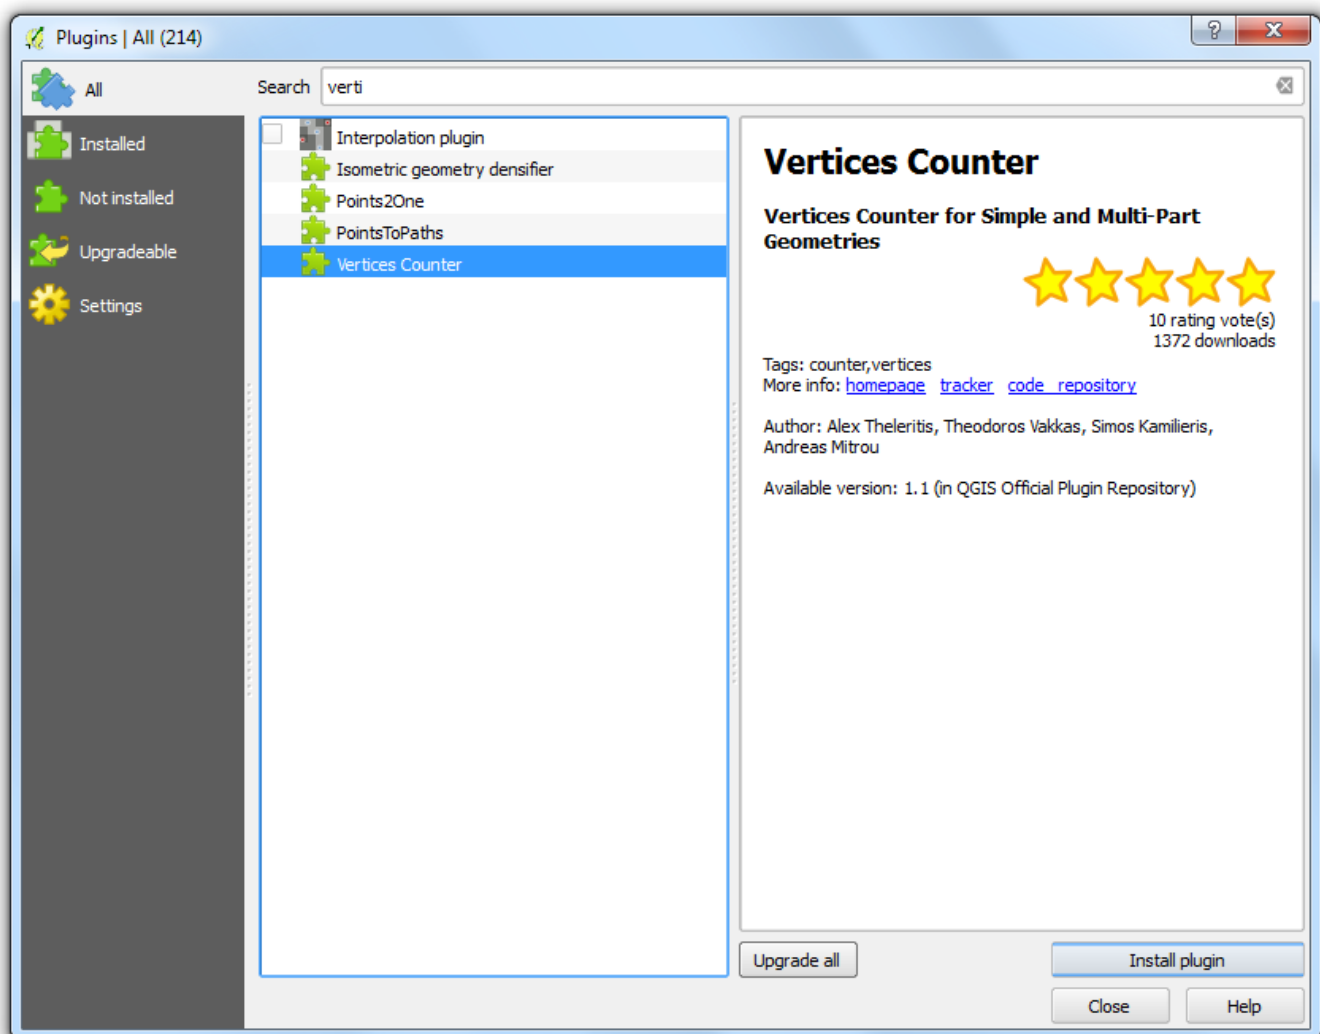 Plugins | All (214)
All
Installed
Not installed
Upgradeable
Settings
Search verti
Interpolation plugin
Isometric geometry densifier
Points2One
PointsToPaths
Vertices Counter
Vertices Counter
Vertices Counter for Simple and Multi-Part
Geometries
10 rating vote(s)
1372 downloads
Tags: counter,vertices
More info: homepage tracker code repository
Author: Alex Theleritis, Theodoros Vakkas, Simos Kamilieris,
Andreas Mitrou
Available version: 1.1 (in QGIS Official Plugin Repository)
Upgrade all
Install plugin
Close
Help